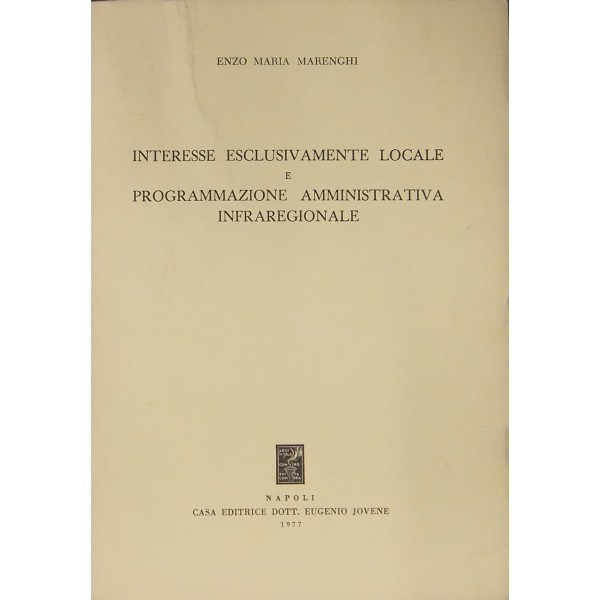 ENZO MARIA MARENGHI
INTERESSE ESCLUSIVAMENTE LOCALE
E
PROGRAMMAZIONE AMMINISTRATIVA
INFRAREGIONALE
NAPOLI
CASA EDITRICE DOTT. EUGENIO JOVENE
1977